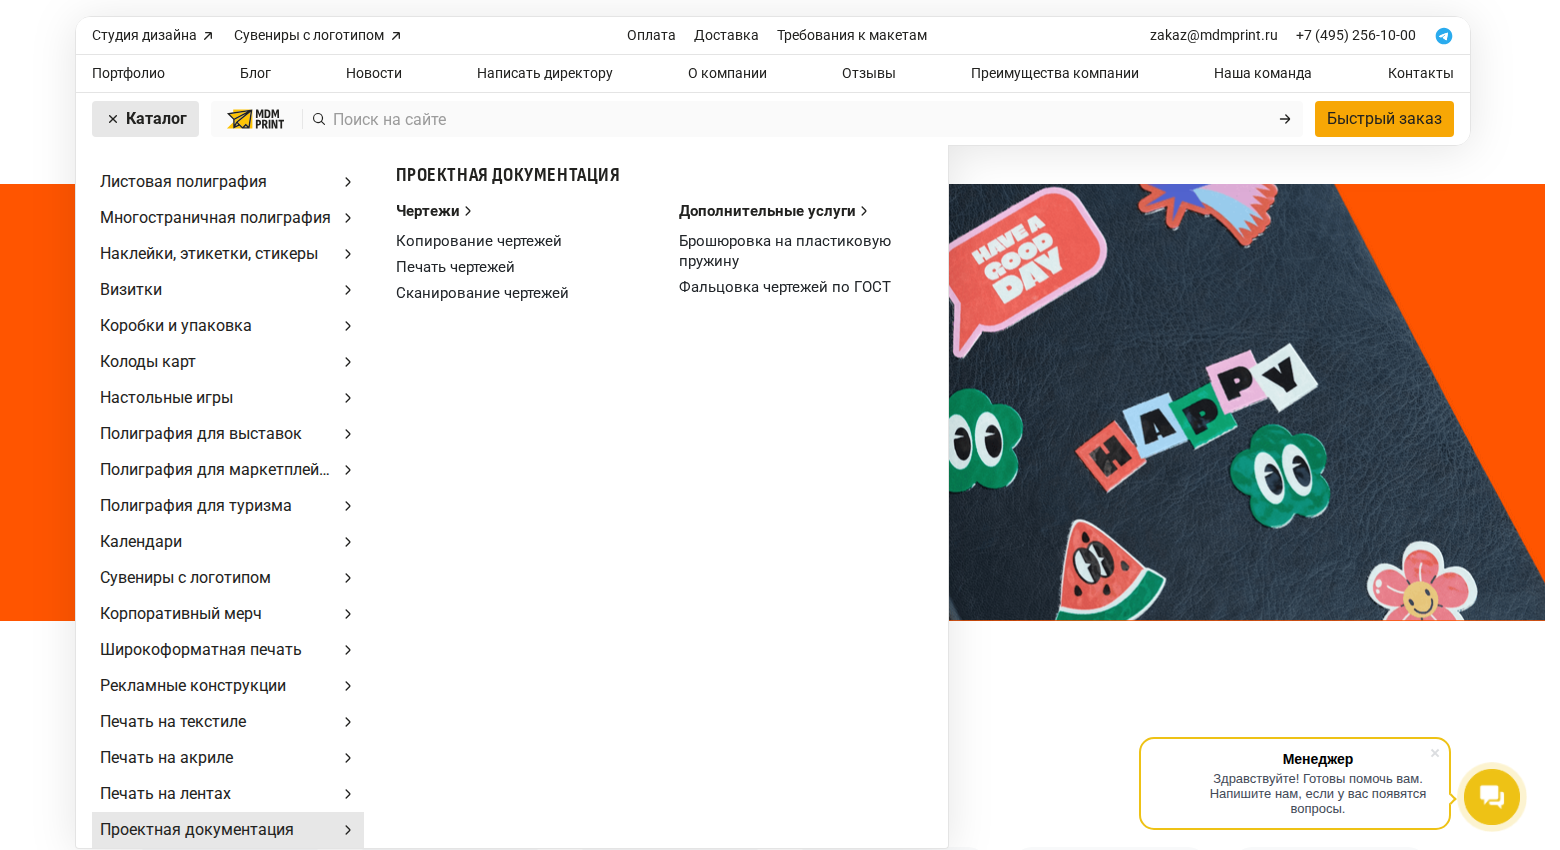 Студия дизайна
Сувениры с логотипом
Оплата
Доставка
Требования к макетам
zakaz@mdmprint.ru
+7 (495) 256-10-00
Портфолио
Блог
Новости
Написать директору
О компании
Отзывы
Преимущества компании
Наша команда
Контакты
Каталог
MDM
PRINT
Поиск на сайте
Быстрый заказ
Листовая полиграфия
Многостраничная полиграфия
Наклейки, этикетки, стикеры
Визитки
Коробки и упаковка
Колоды карт
Настольные игры
Полиграфия для выставок
Полиграфия для маркетплей...
Полиграфия для туризма
Календари
Сувениры с логотипом
Корпоративный мерч
Широкоформатная печать
Рекламные конструкции
Печать на текстиле
Печать на акриле
Печать на лентах
Проектная документация
ПРОЕКТНАЯ ДОКУМЕНТАЦИЯ
Чертежи
Копирование чертежей
Печать чертежей
Сканирование чертежей
Дополнительные услуги
Брошюровка на пластиковую
пружину
Фальцовка чертежей по ГОСТ
HAVE A
GOOD
DAY
HAPPY
Менеджер
Здравствуйте! Готовы помочь вам.
Напишите нам, если у вас появятся
вопросы.